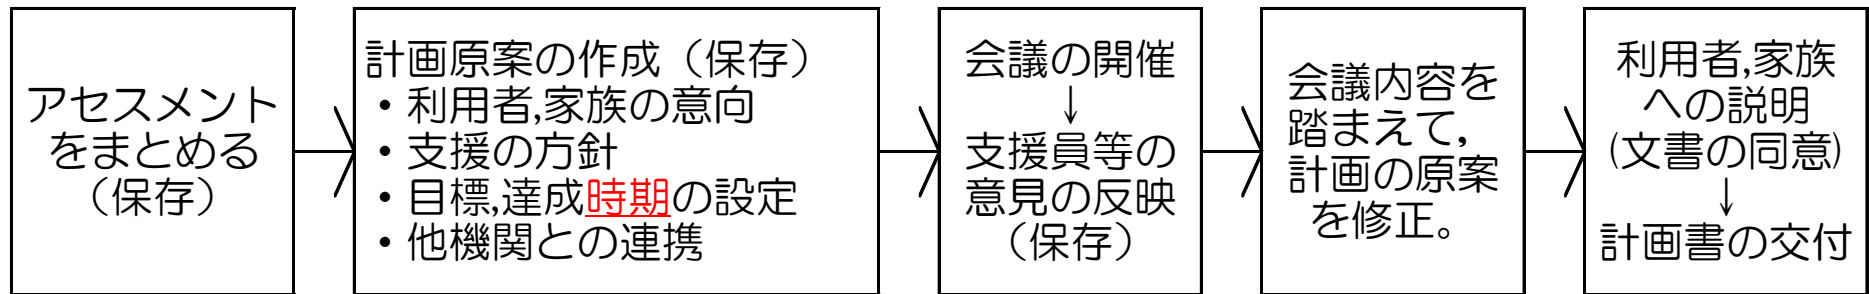 アセスメント
をまとめる
（保存）
計画原案の作成（保存）
・利用者,家族の意向
・支援の方針
・目標,達成時期の設定
・他機関との連携
会議の開催
↓
支援員等の
意見の反映
（保存）
会議内容を
踏まえて,
計画の原案
を修正。
利用者,家族
への説明
(文書の同意)
↓
計画書の交付